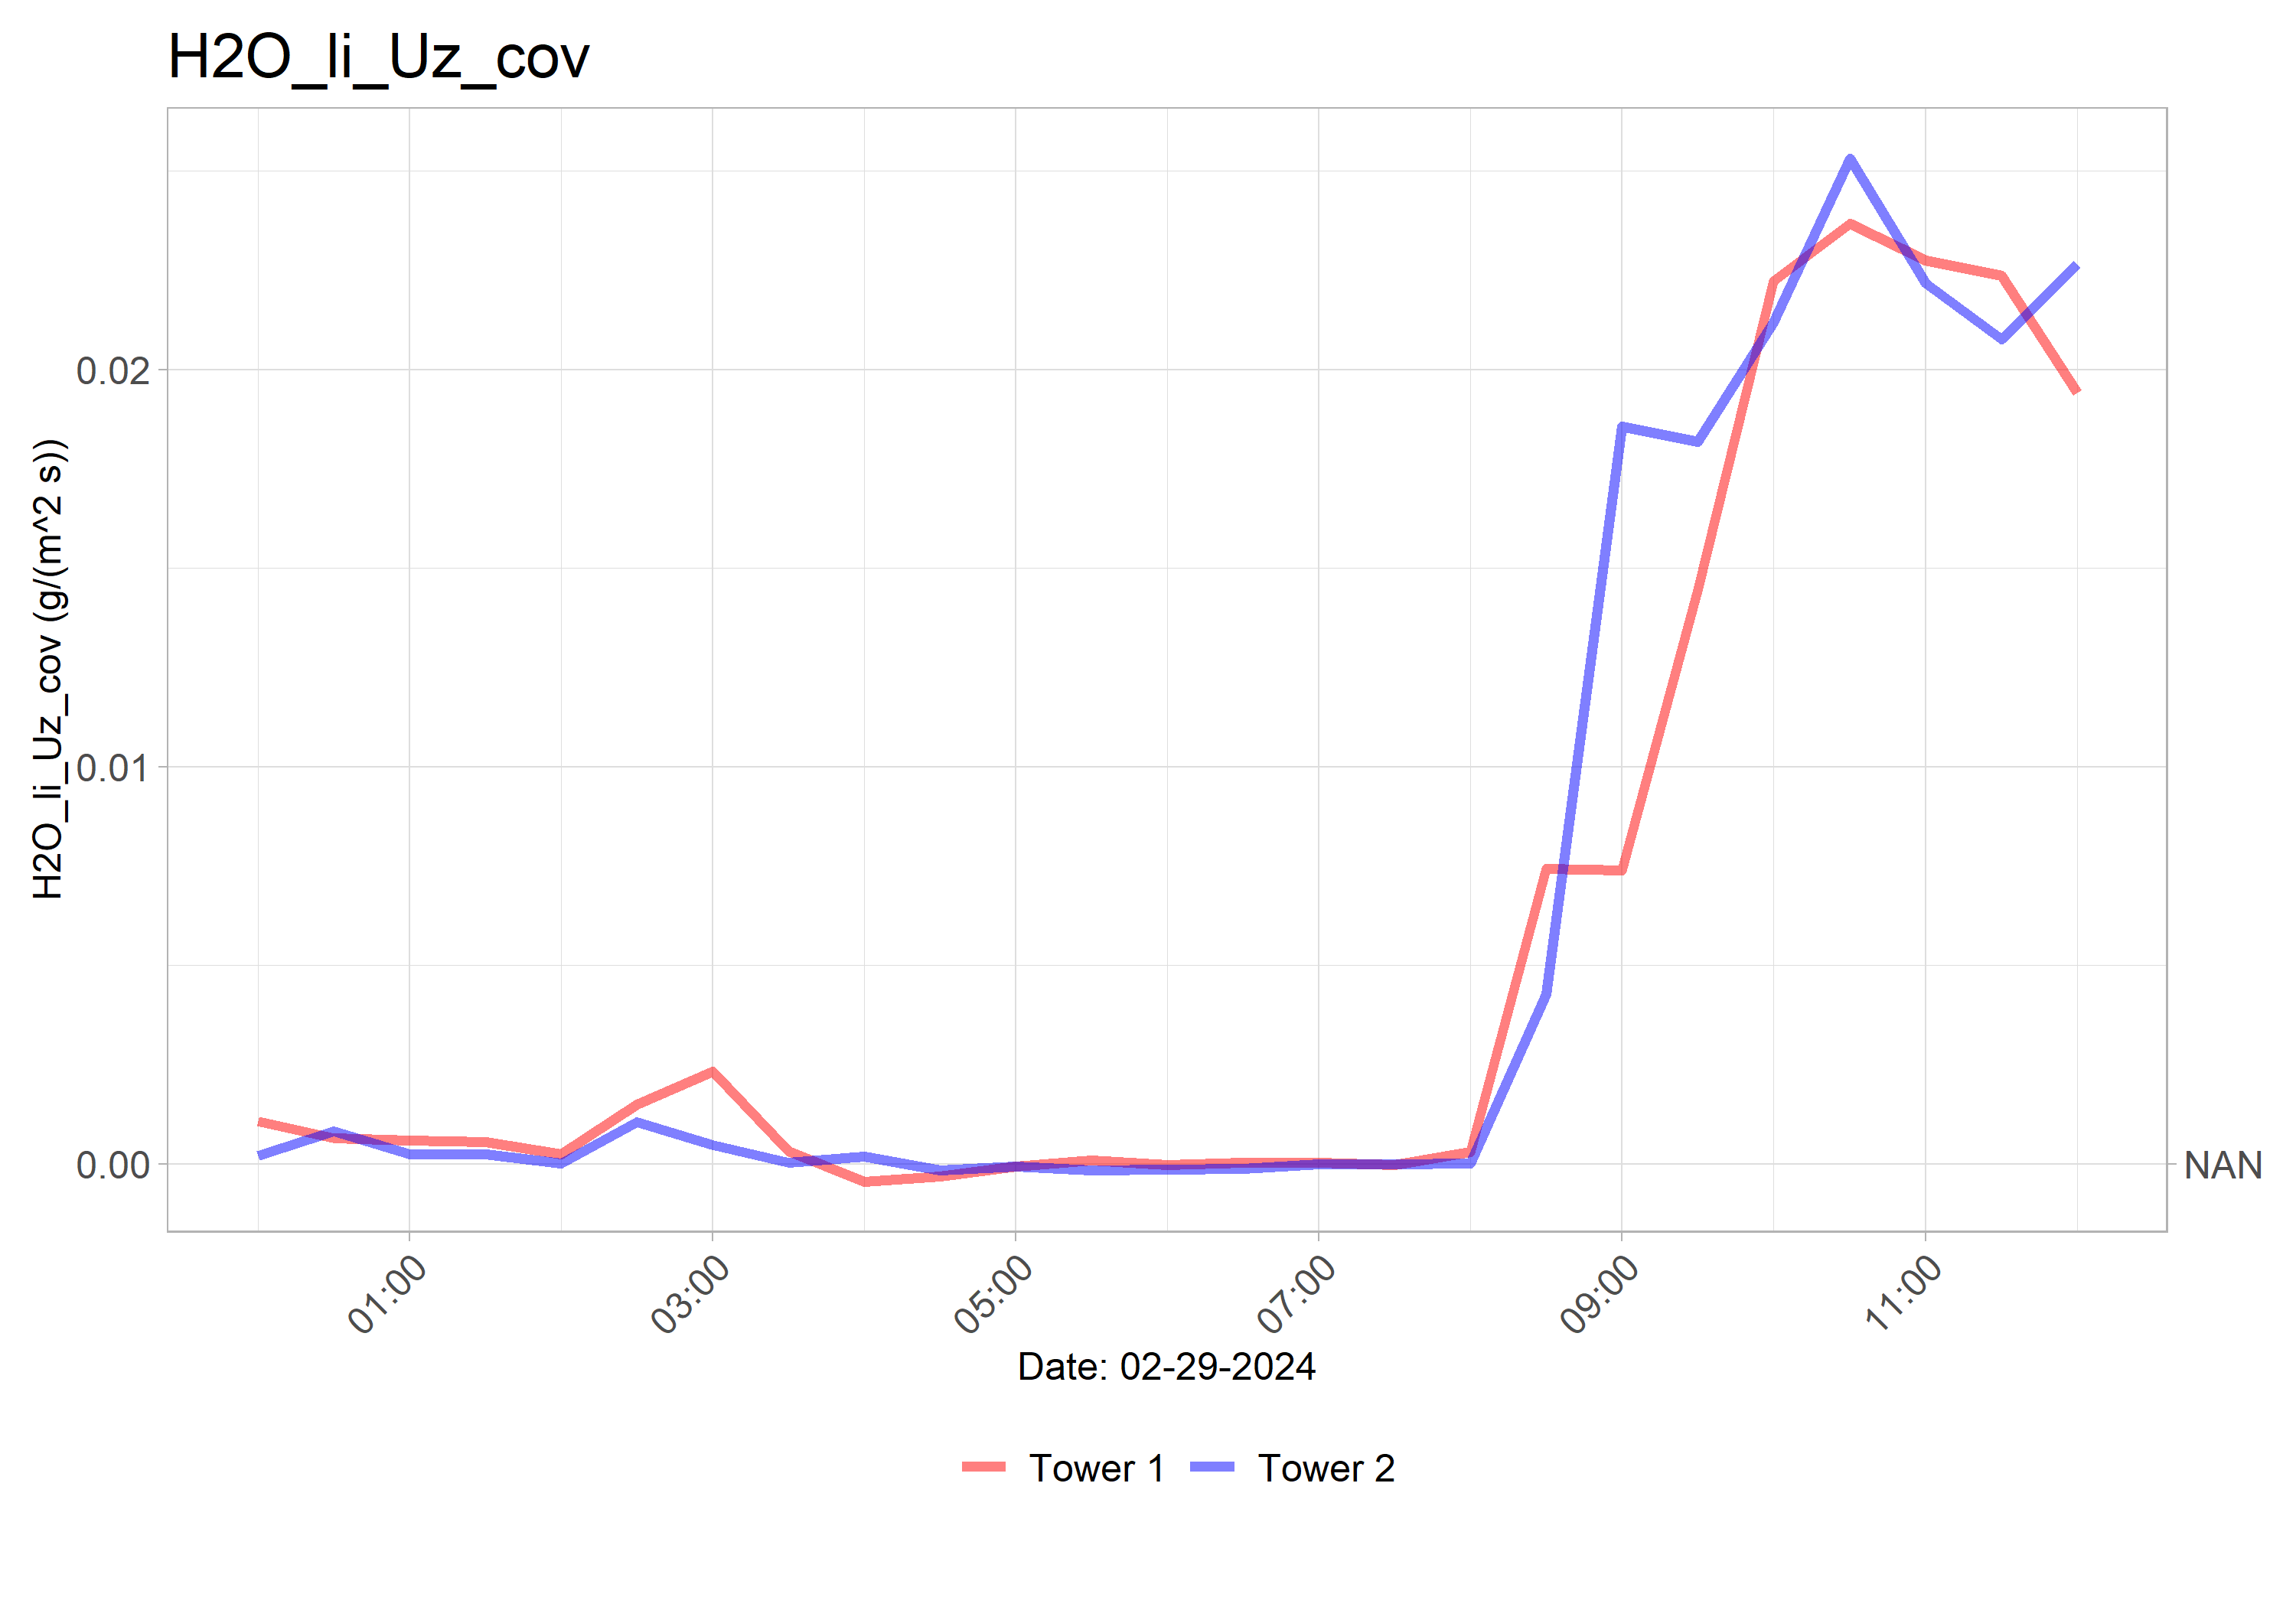 H2O_li_Uz_cov
H2O_li_Uz_cov (g/(m^2 s))
0.02
0.01
0.00
NAN
01:00
03:00
05:00
07:00
09:00
11:00
Date: 02-29-2024
Tower 1
Tower 2